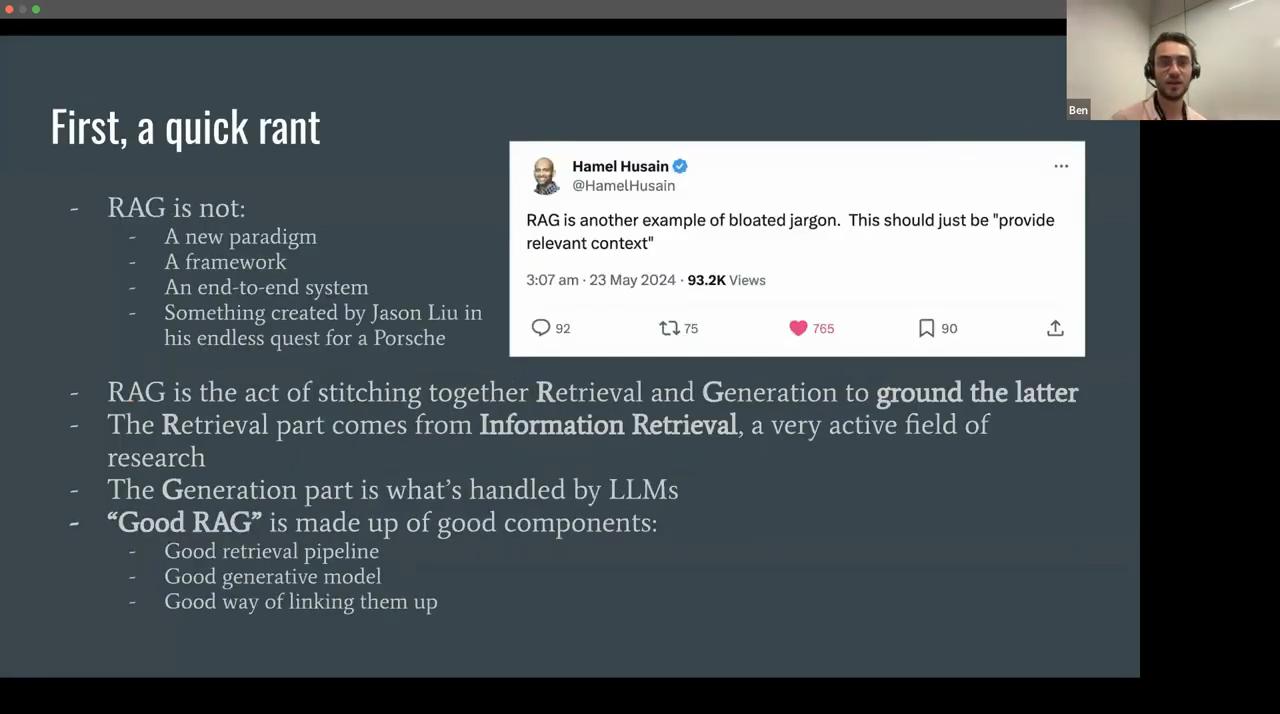 Ben
First, a quick rant
- RAG is not:
- A new paradigm
- A framework
- An end-to-end system
- Something created by Jason Liu in
his endless quest for a Porsche
Hamel Husain
@HamelHusain
RAG is another example of bloated jargon. This should just be "provide
relevant context"
3:07 am · 23 May 2024 · 93.2K Views
92 75 765 90
- RAG is the act of stitching together Retrieval and Generation to ground the latter
- The Retrieval part comes from Information Retrieval, a very active field of
research
- The Generation part is what’s handled by LLMs
- “Good RAG” is made up of good components:
- Good retrieval pipeline
- Good generative model
- Good way of linking them up